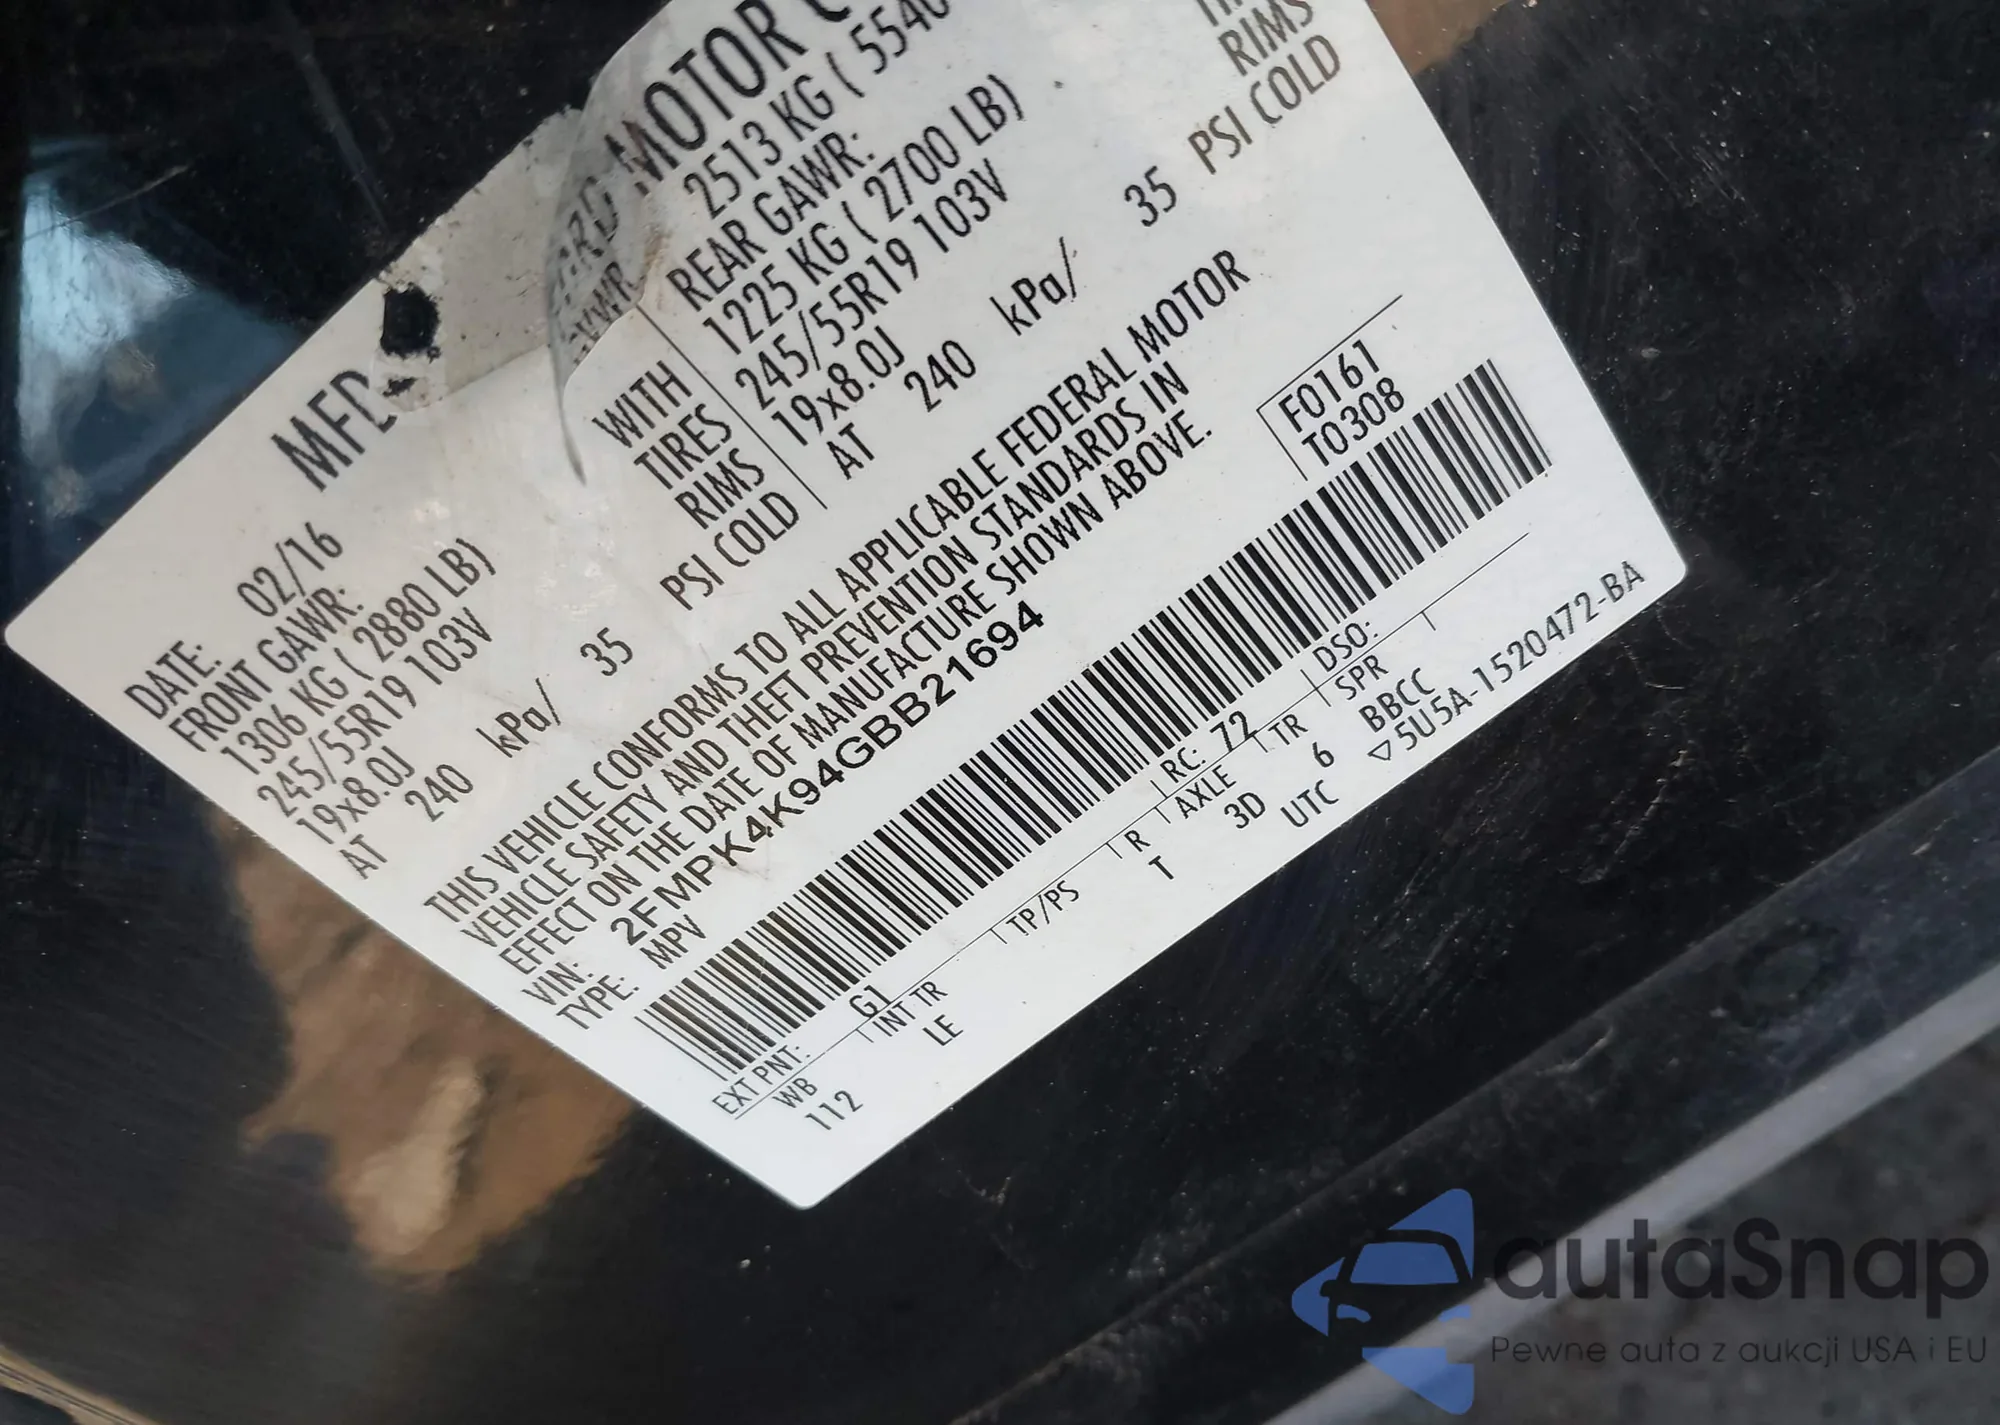 MFD MOTOR
DATE: 02/16 GVWR 2513 KG ( 5540
FRONT GAWR: REAR GAWR:
1306 KG ( 2880 LB) WITH 1225 KG ( 2700 LB)
245/55R19 103V TIRES 245/55R19 103V
19x8.0J RIMS 19x8.0J RIMS
AT 240 kPa/ 35 PSI COLD AT 240 kPa/ 35 PSI COLD
THIS VEHICLE CONFORMS TO ALL APPLICABLE FEDERAL MOTOR
VEHICLE SAFETY AND THEFT PREVENTION STANDARDS IN
EFFECT ON THE DATE OF MANUFACTURE SHOWN ABOVE.
VIN: 2FMPK4K94GBB21694 F0161
TYPE: MPV T0308
EXT PNT: G1 RC: 72 DSO:
WB INT TR TP/PS R AXLE TR SPR
112 LE T 3D 6 BBCC
UTC ▽5U5A-1520472-BA
autaSnap
Pewne auta z aukcji USA i EU